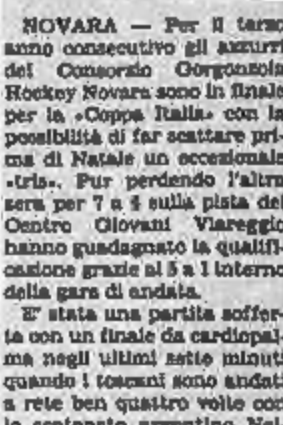 NOVARA — Per il terzo
anno consecutivo gli azzurri
del Consorzio Gorgonzola
Hockey Novara sono in finale
per la «Coppa Italia» con la
possibilità di far scattare pri-
ma di Natale un eccezionale
«tris». Pur perdendo l'altra
sera per 7 a 4 sulla pista del
Centro Giovani Viareggio
hanno guadagnato la qualifi-
cazione grazie al 5 a 1 interno
della gara di andata.
E' stata una partita soffer-
ta con un finale da cardiopal-
ma negli ultimi sette minuti
quando i toscani sono andati
a rete ben quattro volte con
lo scatenato argentino